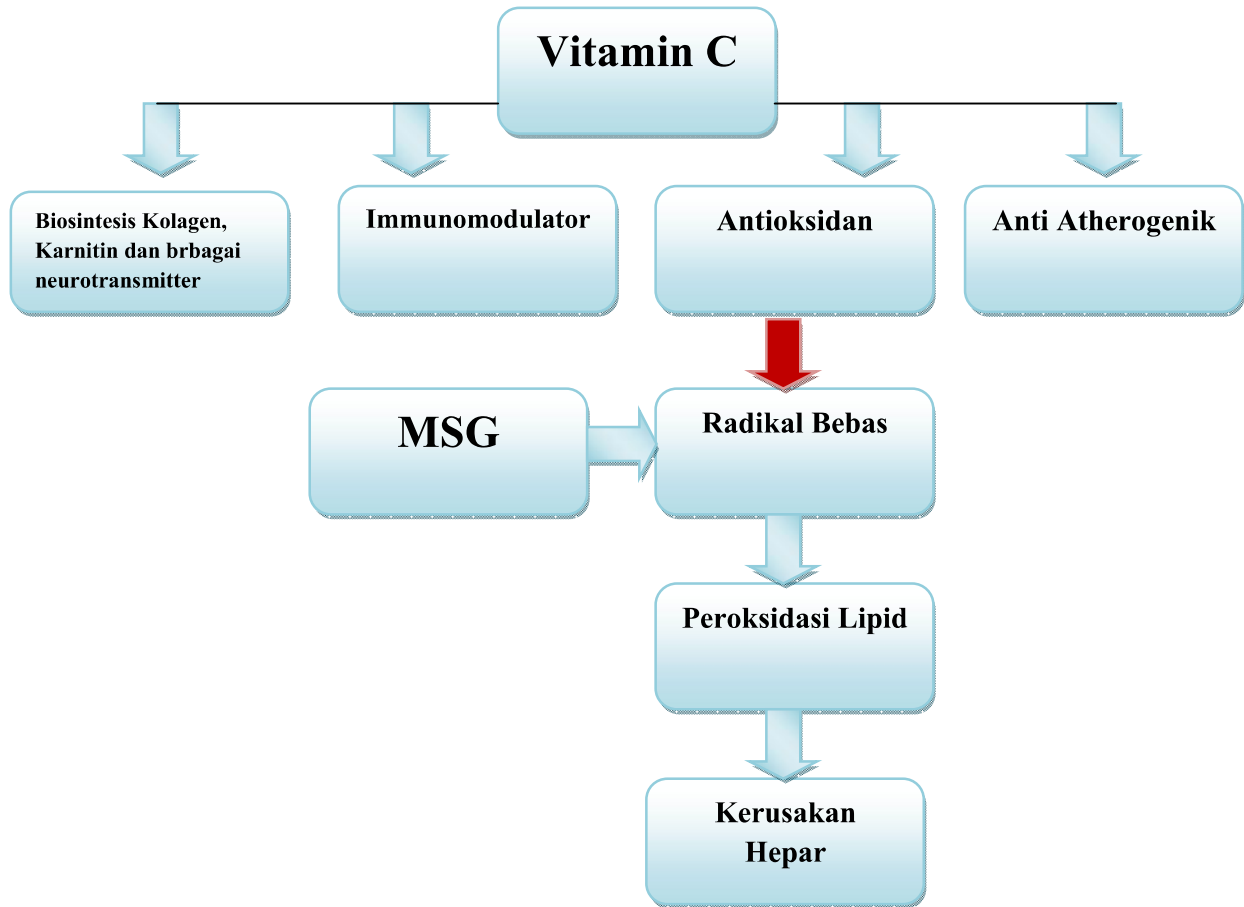 Vitamin C
Biosintesis Kolagen,
Karnitin dan brbagai
neurotransmitter
Immunomodulator
Antioksidan
Anti Atherogenik
MSG
Radikal Bebas
Peroksidasi Lipid
Kerusakan
Hepar